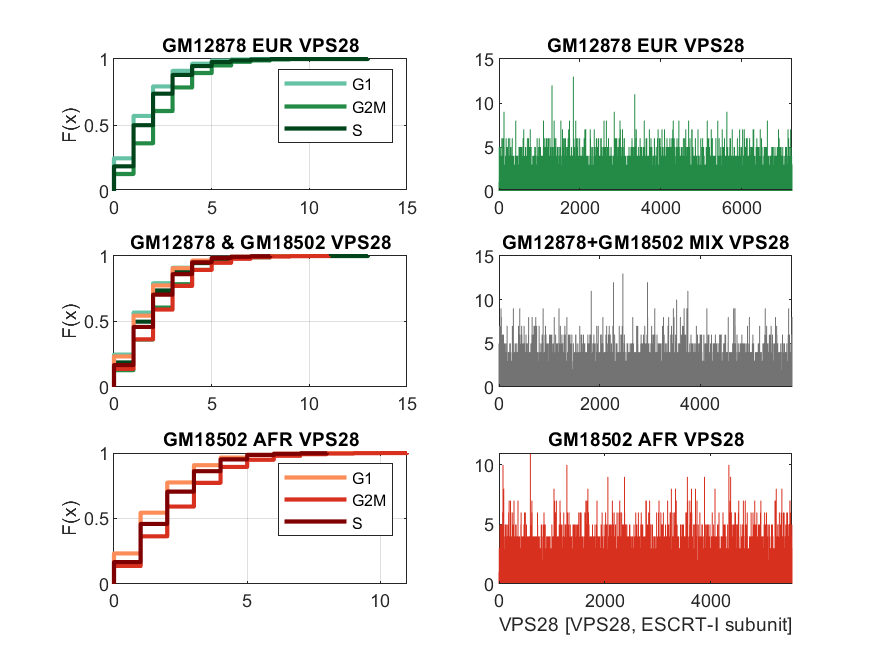 GM12878 EUR VPS28
F(x)
1
0.5
0
0
5
10
15
G1
G2M
S
GM12878 EUR VPS28
15
10
5
0
0
2000
4000
6000
GM12878 & GM18502 VPS28
F(x)
1
0.5
0
0
5
10
15
GM12878+GM18502 MIX VPS28
15
10
5
0
0
2000
4000
GM18502 AFR VPS28
F(x)
1
0.5
0
0
5
10
G1
G2M
S
GM18502 AFR VPS28
10
5
0
0
2000
4000
VPS28 [VPS28, ESCRT-I subunit]